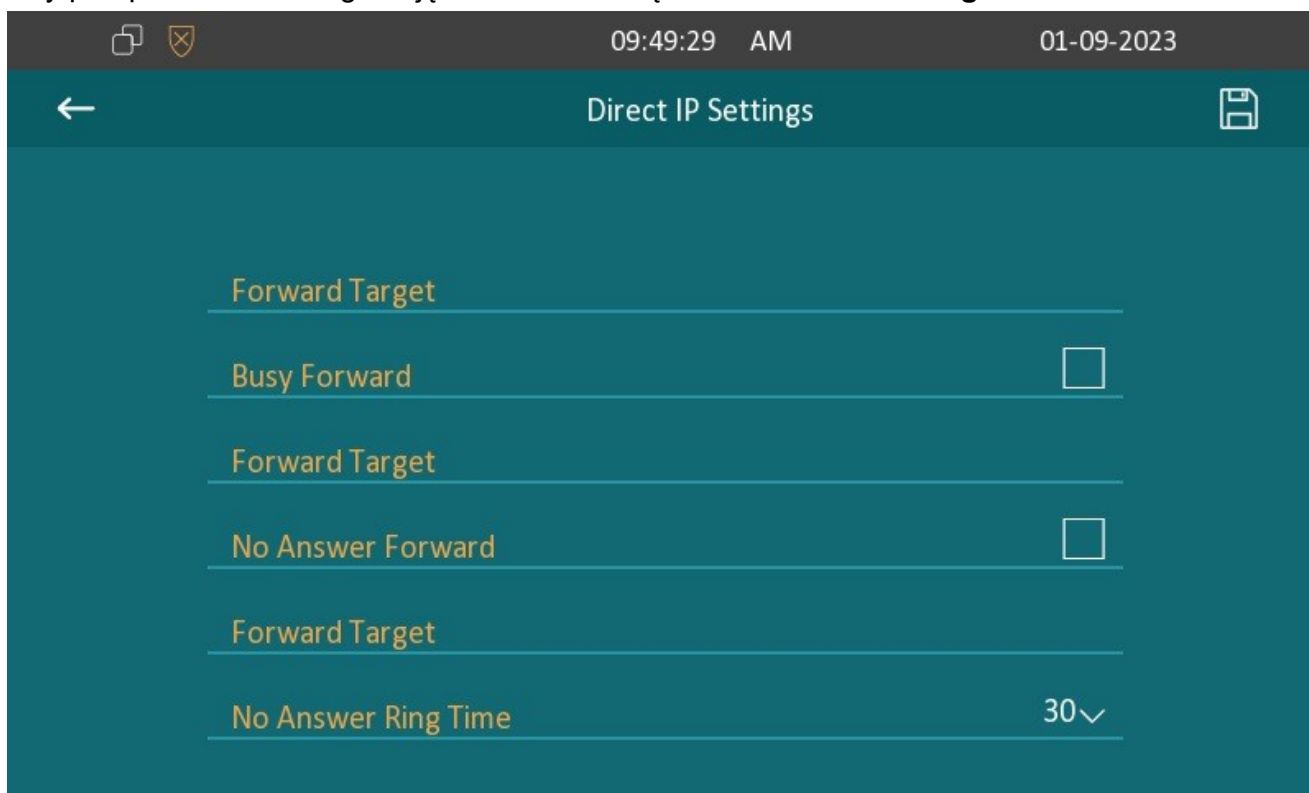 09:49:29 AM 01-09-2023
Direct IP Settings
Forward Target
Busy Forward
Forward Target
No Answer Forward
Forward Target
No Answer Ring Time 30